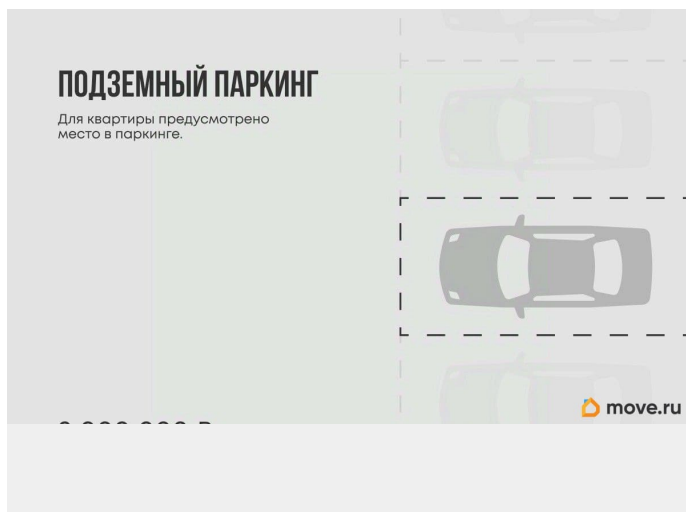 ПОДЗЕМНЫЙ ПАРКИНГ
Для квартиры предусмотрено
место в паркинге.
move.ru